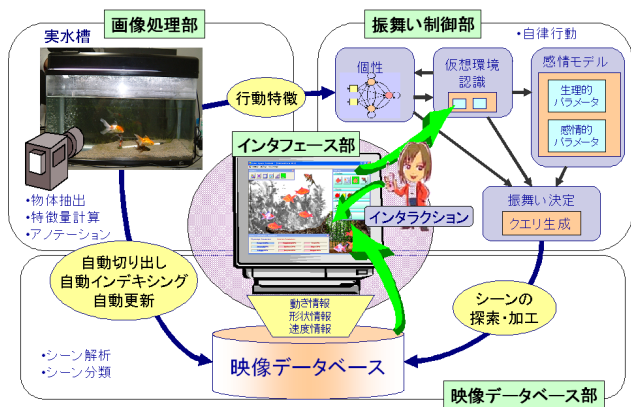 画像処理部
実水槽
・物体抽出
・特徴量計算
・アノテーション
行動特徴
振舞い制御部
・自律行動
個性
仮想環境
認識
感情モデル
生理的
パラメータ
感情的
パラメータ
振舞い決定
クエリ生成
インタフェース部
インタラクション
自動切り出し
自動インデキシング
自動更新
動き情報
形状情報
速度情報
シーンの
探索・加工
映像データベース
・シーン解析
・シーン分類
映像データベース部